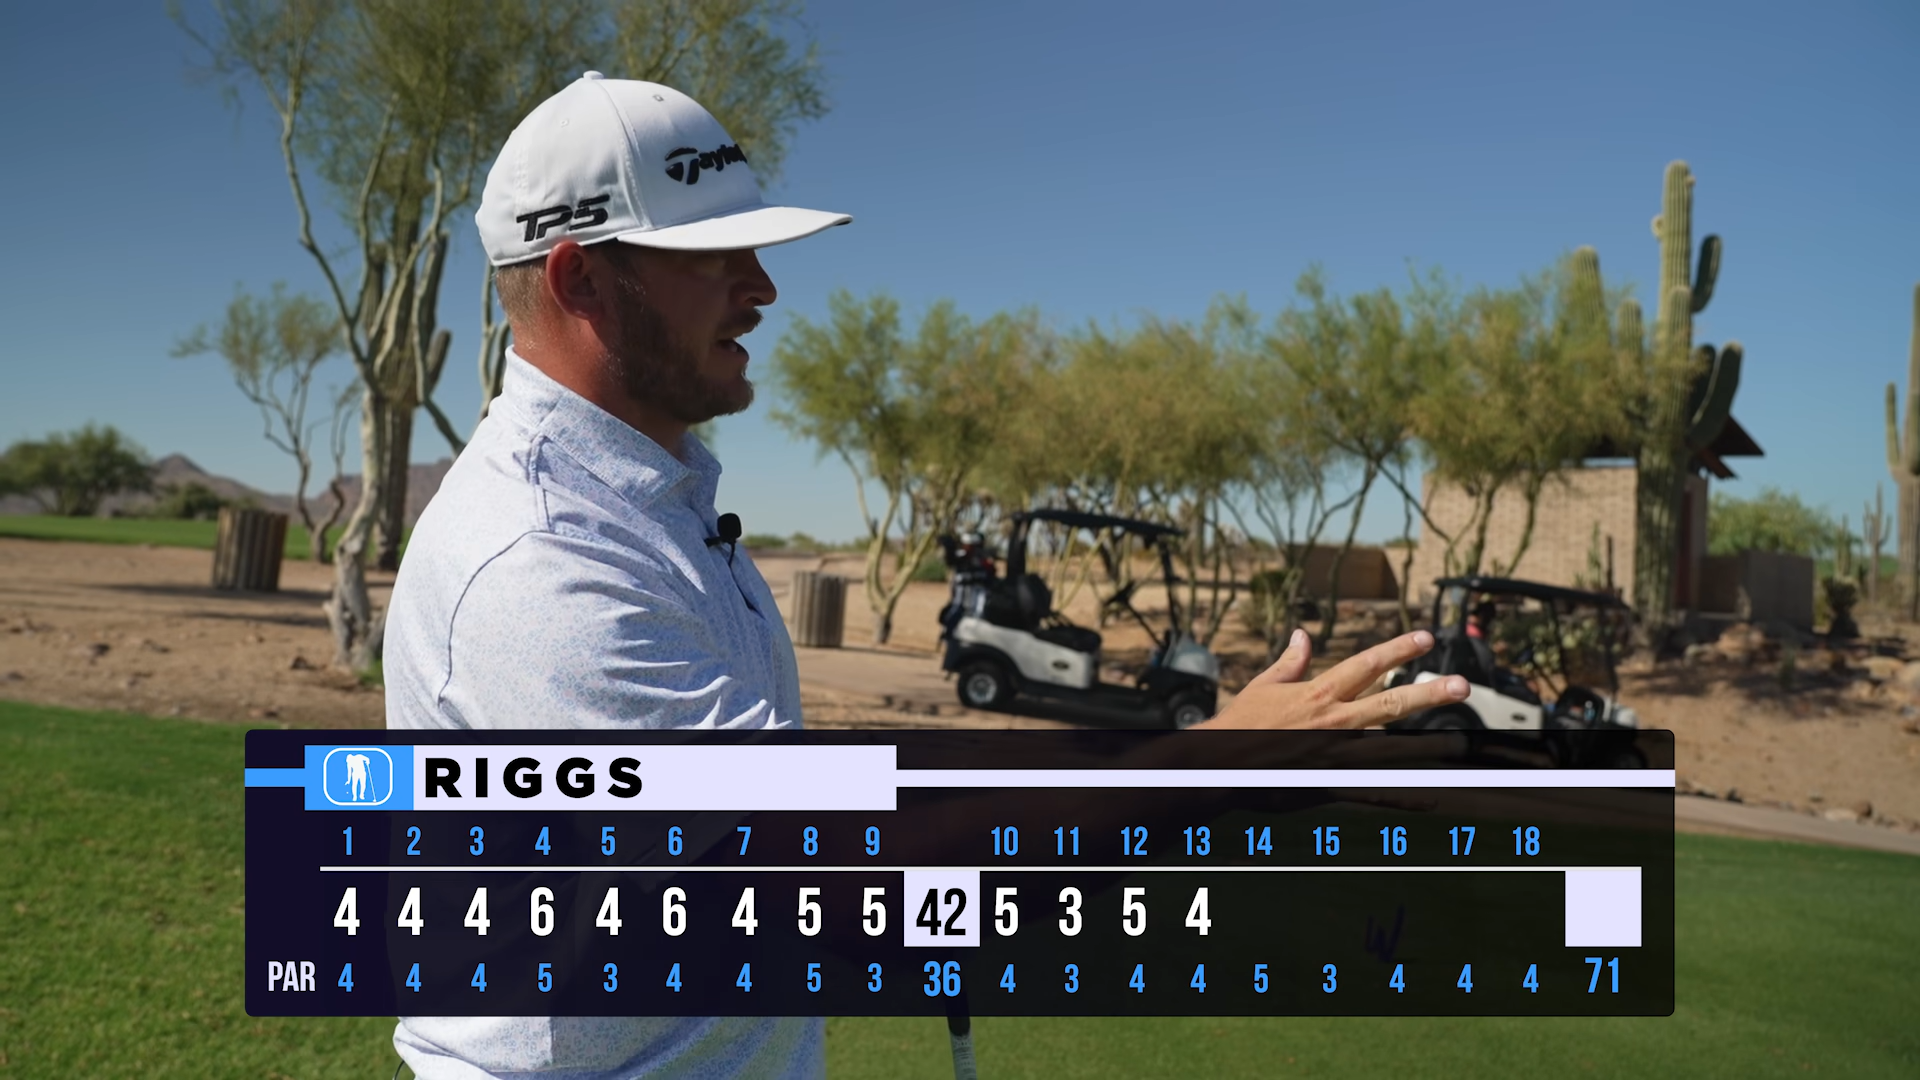 TP5
RIGGS
1 2 3 4 5 6 7 8 9 10 11 12 13 14 15 16 17 18
4 4 4 6 4 6 4 5 5 42 5 3 5 4
PAR 4 4 4 5 3 4 4 5 3 36 4 3 4 4 5 3 4 4 4 71